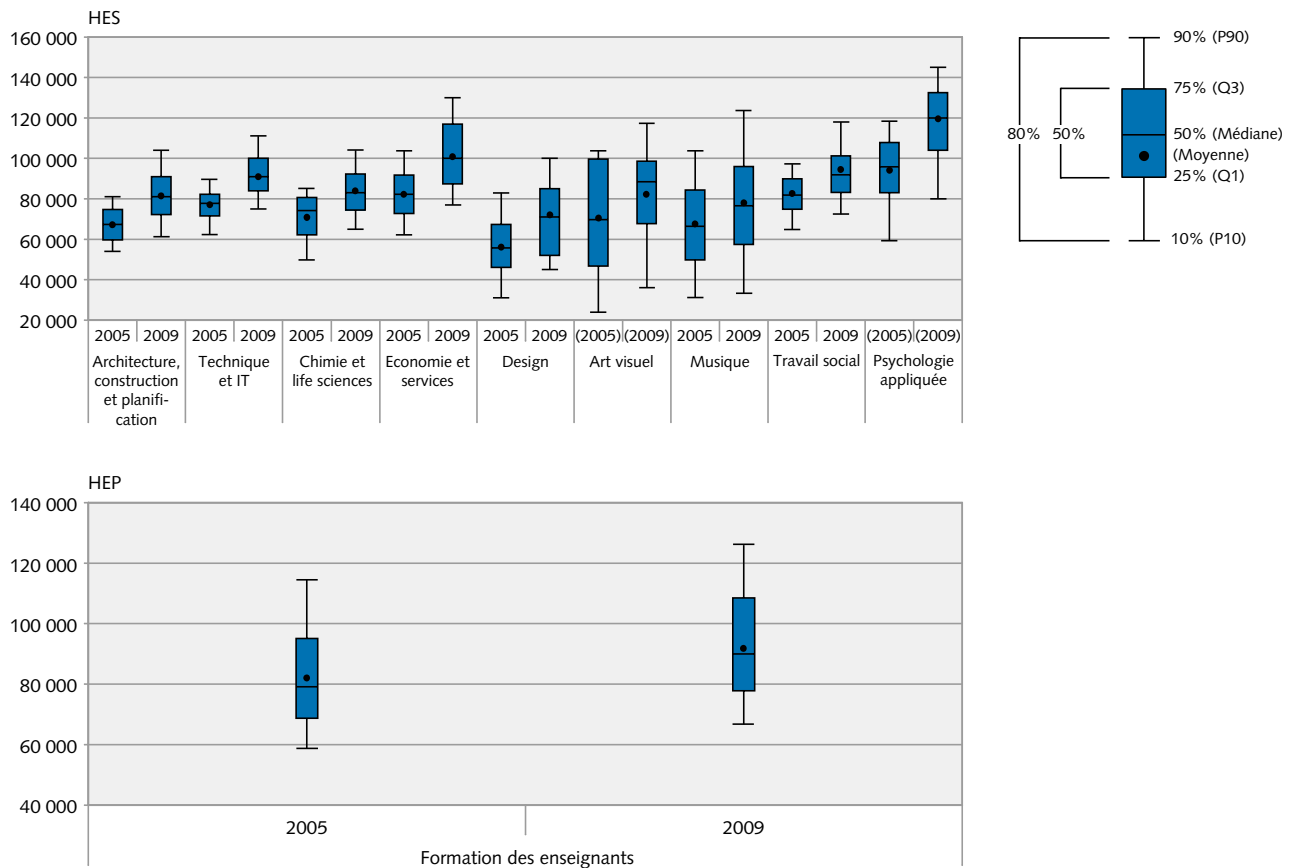 HES
160 000
140 000
120 000
100 000
80 000
60 000
40 000
20 000
2005 2009 2005 2009 2005 2009 2005 2009 2005 2009 (2005) (2009) 2005 2009 2005 2009 (2005) (2009)
Architecture,
construction
et planifi-
cation
Technique
et IT
Chimie et
life sciences
Economie et
services
Design
Art visuel
Musique
Travail social
Psychologie
appliquée
90% (P90)
75% (Q3)
80% 50% 50% (Médiane)
(Moyenne)
25% (Q1)
10% (P10)
HEP
140 000
120 000
100 000
80 000
60 000
40 000
2005 2009
Formation des enseignants